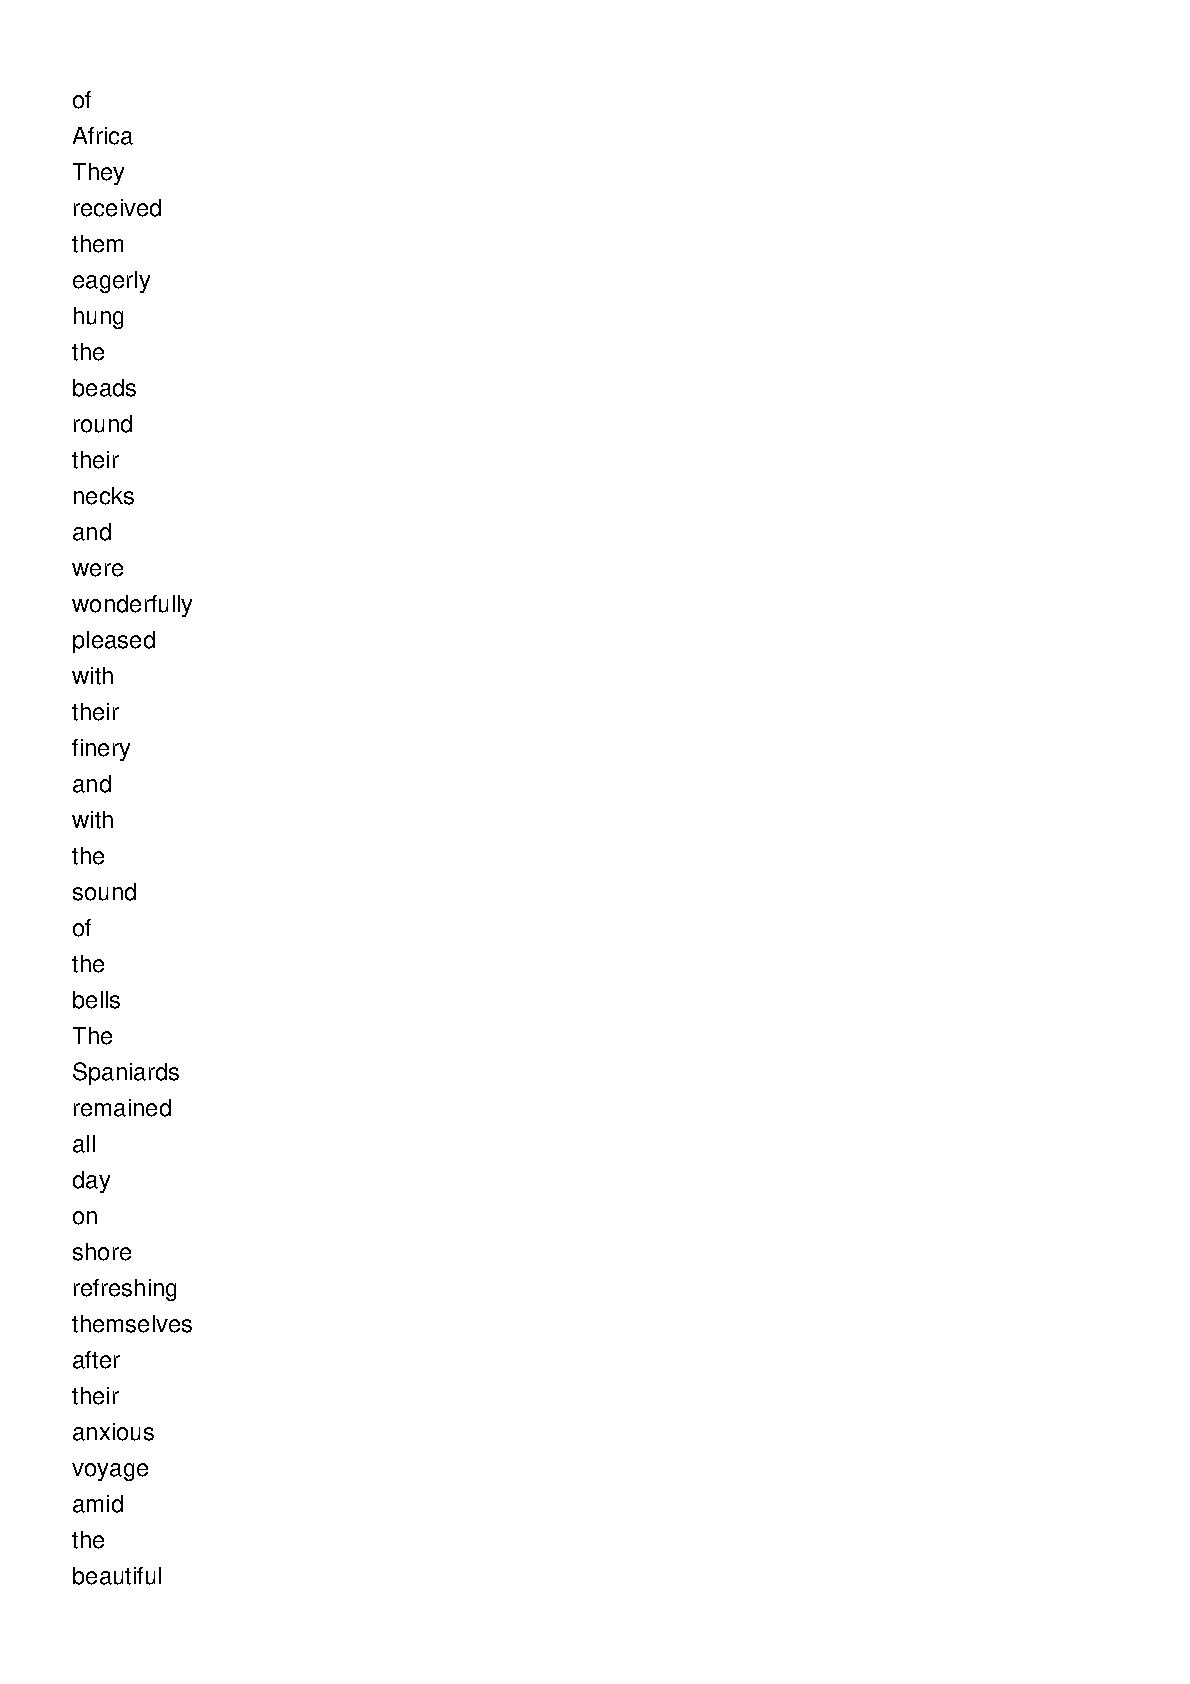 of
Africa
They
received
them
eagerly
hung
the
beads
round
their
necks
and
were
wonderfully
pleased
with
their
finery
and
with
the
sound
of
the
bells
The
Spaniards
remained
all
day
on
shore
refreshing
themselves
after
their
anxious
voyage
amid
the
beautiful